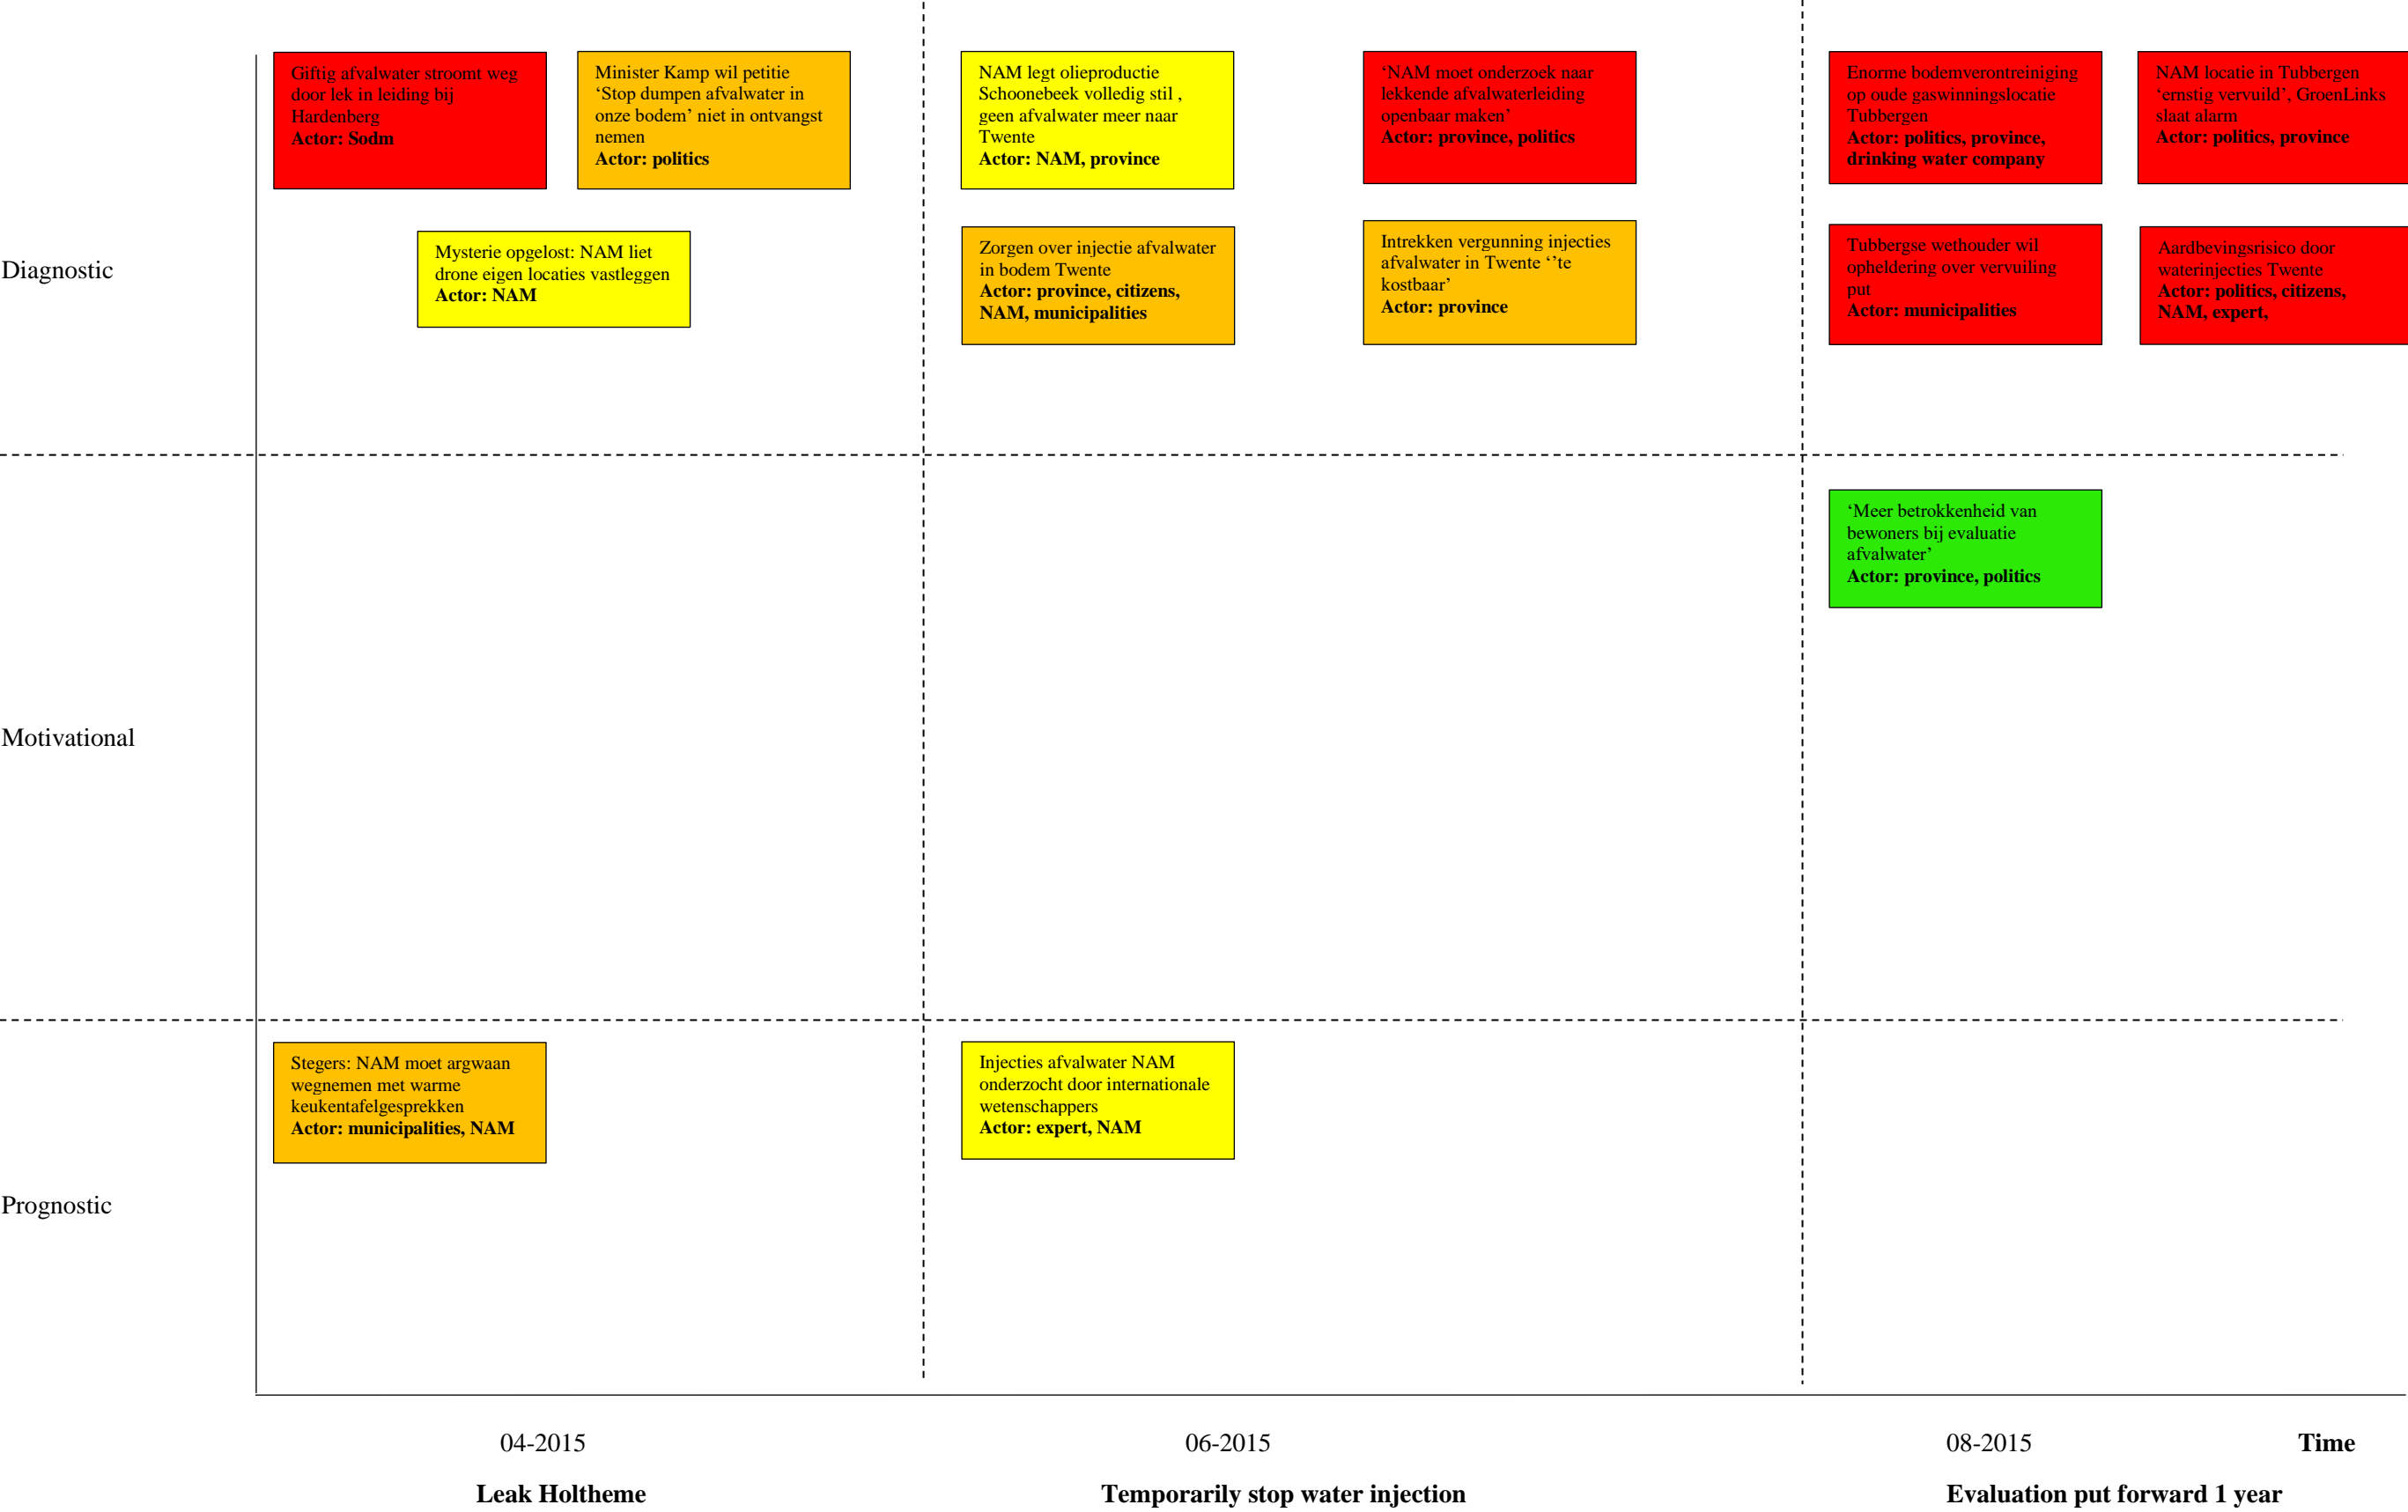 Giftig afvalwater stroomt weg
door lek in leiding bij
Hardenberg
Actor: Sodm
Minister Kamp wil petitie
‘Stop dumpen afvalwater in
onze bodem’ niet in ontvangst
nemen
Actor: politics
NAM legt olieproductie
Schoonebeek volledig stil ,
geen afvalwater meer naar
Twente
Actor: NAM, province
‘NAM moet onderzoek naar
lekkende afvalwaterleiding
openbaar maken’
Actor: province, politics
Enorme bodemverontreiniging
op oude gaswinningslocatie
Tubbergen
Actor: politics, province,
drinking water company
NAM locatie in Tubbergen
‘ernstig vervuild’, GroenLinks
slaat alarm
Actor: politics, province
Diagnostic
Mysterie opgelost: NAM liet
drone eigen locaties vastleggen
Actor: NAM
Zorgen over injectie afvalwater
in bodem Twente
Actor: province, citizens,
NAM, municipalities
Intrekken vergunning injecties
afvalwater in Twente ‘’te
kostbaar’
Actor: province
Tubbergse wethouder wil
opheldering over vervuiling
put
Actor: municipalities
Aardbevingsrisico door
waterinjecties Twente
Actor: politics, citizens,
NAM, expert,
Motivational
‘Meer betrokkenheid van
bewoners bij evaluatie
afvalwater’
Actor: province, politics
Prognostic
Stegers: NAM moet argwaan
wegnemen met warme
keukentafelgesprekken
Actor: municipalities, NAM
Injecties afvalwater NAM
onderzocht door internationale
wetenschappers
Actor: expert, NAM
04-2015
06-2015
08-2015
Time
Leak Holtheme
Temporarily stop water injection
Evaluation put forward 1 year